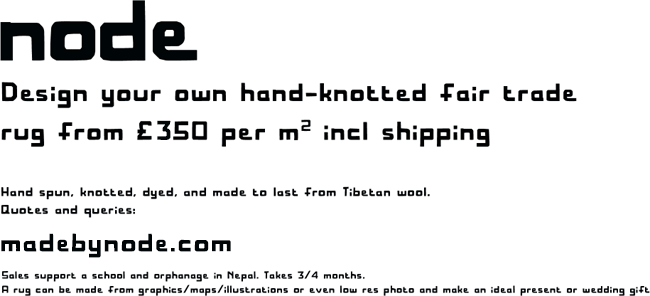 node
Design your own hand-knotted fair trade
rug from £350 per m² incl shipping
Hand spun, knotted, dyed, and made to last from Tibetan wool.
Quotes and queries:
madebynode.com
Sales support a school and orphanage in Nepal. Takes 3/4 months.
A rug can be made from graphics/maps/illustrations or even low res photo and make an ideal present or wedding gift